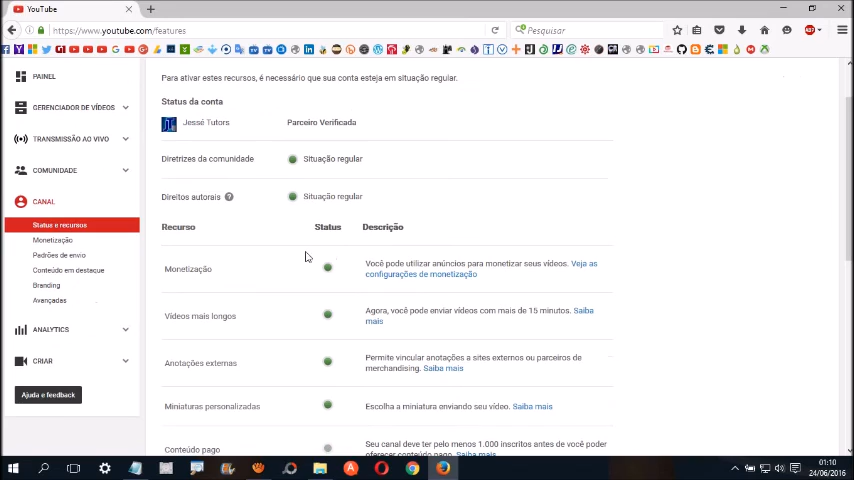 YouTube
https://www.youtube.com/features
Pesquisar
PAINEL
GERENCIADOR DE VÍDEOS
TRANSMISSÃO AO VIVO
COMUNIDADE
CANAL
Status e recursos
Monetização
Padrões de envio
Conteúdo em destaque
Branding
Avançadas
ANALYTICS
CRIAR
Ajuda e feedback
Para ativar estes recursos, é necessário que sua conta esteja em situação regular.
Status da conta
Jessé Tutors Parceiro Verificada
Diretrizes da comunidade Situação regular
Direitos autorais ? Situação regular
Recurso Status Descrição
Monetização Você pode utilizar anúncios para monetizar seus vídeos. Veja as
configurações de monetização
Vídeos mais longos Agora, você pode enviar vídeos com mais de 15 minutos. Saiba
mais
Anotações externas Permite vincular anotações a sites externos ou parceiros de
merchandising. Saiba mais
Miniaturas personalizadas Escolha a miniatura enviando seu vídeo. Saiba mais
Conteúdo pago Seu canal deve ter pelo menos 1.000 inscritos antes de você poder
oferecer conteúdo pago. Saiba mais
01:10
24/06/2016